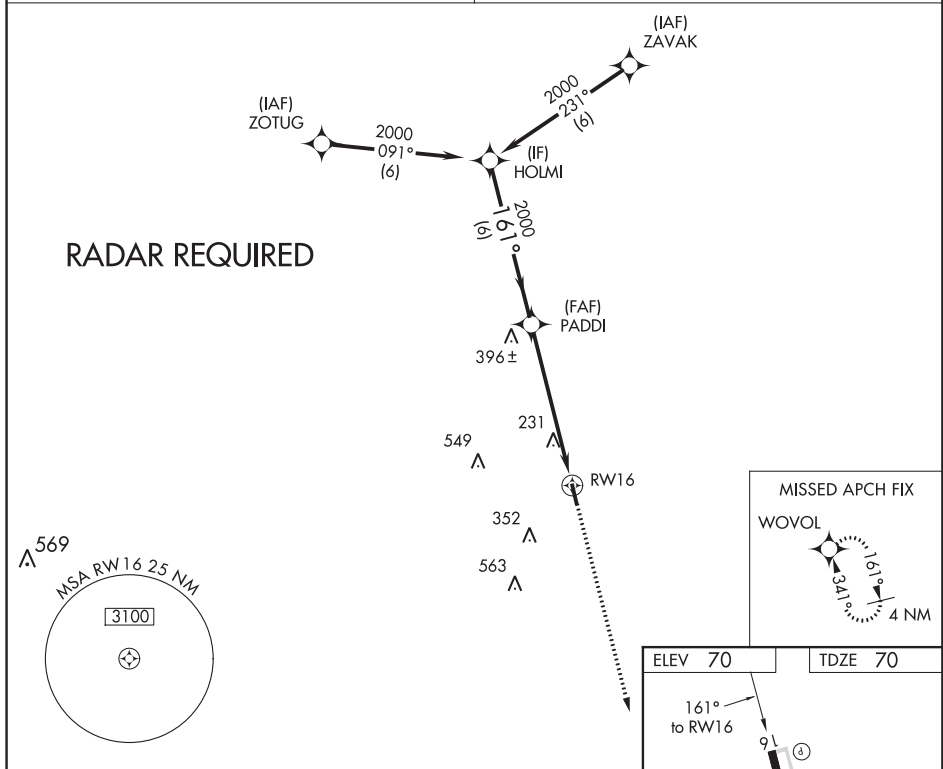 (IAF)
ZAVAK
2000
231°
(6)
(IAF)
ZOTUG
2000
091°
(6)
(IF)
HOLMI
2000
161°
(6)
RADAR REQUIRED
(FAF)
PADDI
396±
231
549
RW16
352
563
569
MSA RW16 25 NM
3100
MISSED APCH FIX
WOVOL
161°
341°
4 NM
ELEV 70
TDZE 70
161°
to RW16
16
P